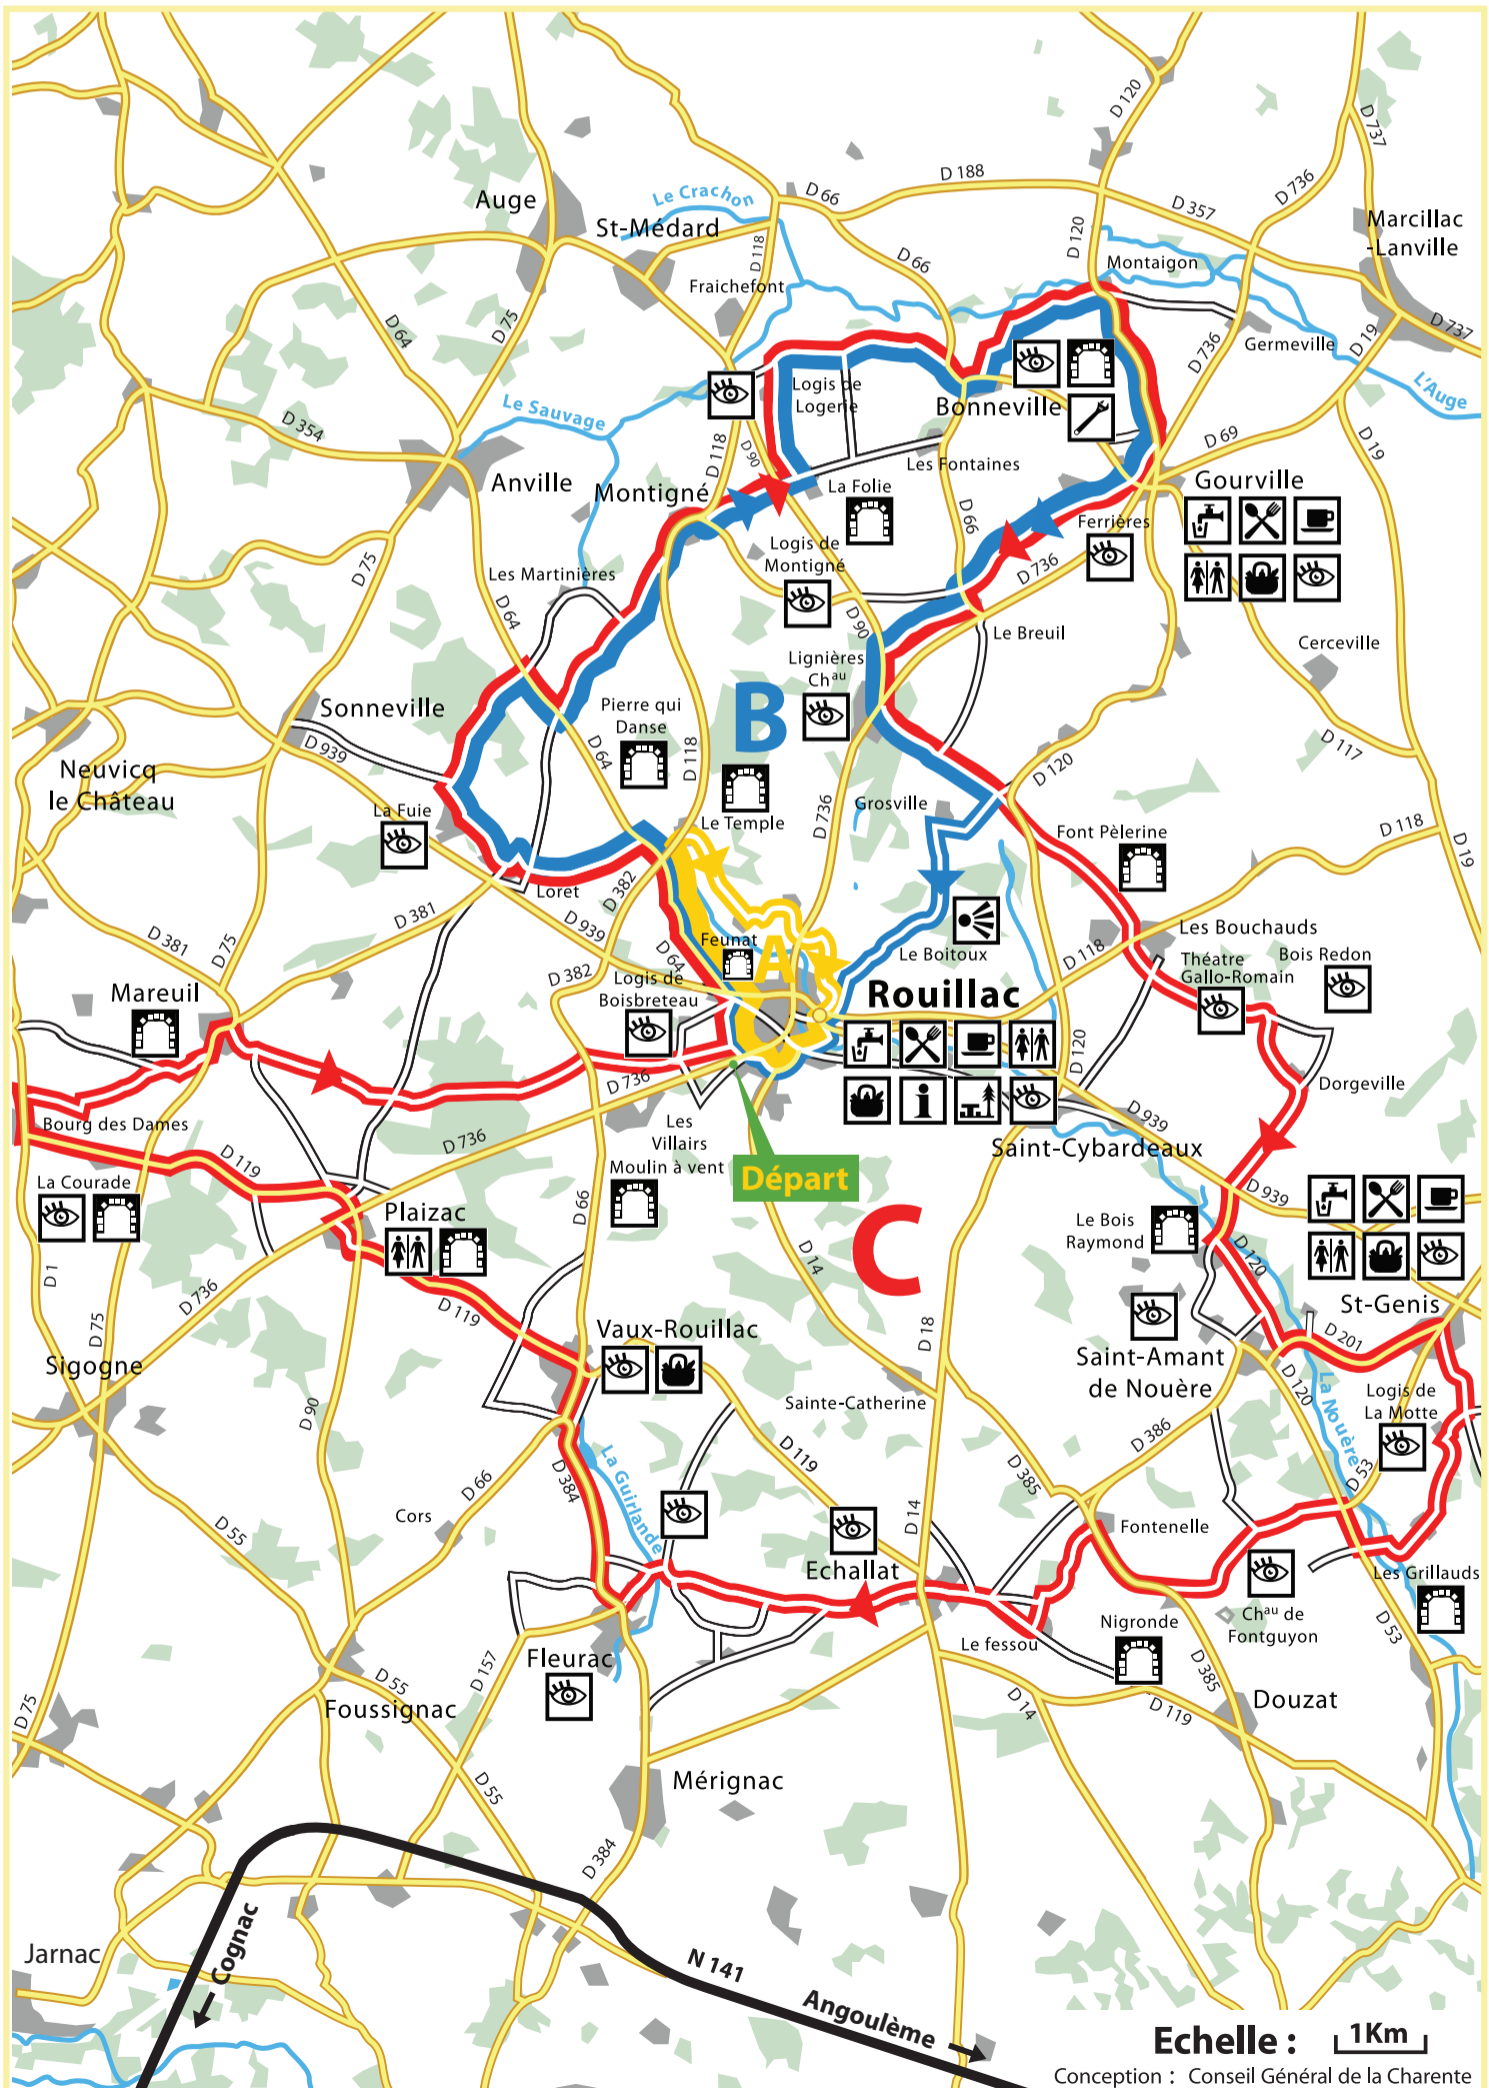 D 120
D 737
D 188
D 736
D 66
Le Crachon
Auge
St-Médard
D 357
Marcillac
-Lanville
D 118
D 120
D 66
Montaigon
Fraichefont
D 64
D 75
D 736
D 19
D 737
Germeville
Logis de
Logerie
Bonneville
L'Auge
Le Sauvage
D 354
D 118
D 90
Les Fontaines
D 69
D 19
Anville
Montigné
La Folie
Gourville
D 66
Ferrières
Logis de
Montigné
D 75
Les Martinières
D 736
D 64
D 90
Le Breuil
Cerceville
Lignières
Chau
Sonneville
Pierre qui
Danse
B
D 939
D 64
D 118
D 117
D 120
Neuvicq
le Château
La Fuie
Le Temple
D 736
Grosville
Font Pèlerine
D 118
D 19
Loret
D 382
D 381
D 939
D 381
D 75
Feunat
A
D 64
Les Bouchauds
Le Boitoux
D 118
Théatre
Gallo-Romain
Bois Redon
D 382
Logis de
Boisbreteau
Mareuil
Rouillac
D 120
D 736
Dorgeville
Bourg des Dames
D 736
Les
Villairs
D 939
Saint-Cybardeaux
D 119
Moulin à vent
Départ
La Courade
D 939
Plaizac
D 66
C
Le Bois
Raymond
D 120
D 1
D 14
D 736
D 119
St-Genis
D 75
Vaux-Rouillac
D 18
D 201
Sigogne
Saint-Amant
de Nouère
D 120
La Nouère
Logis de
La Motte
Sainte-Catherine
D 90
D 386
D 119
D 385
D 53
D 66
D 384
La Guirlande
Cors
D 55
D 14
Fontenelle
Echallat
Les Grillauds
Chau de
Fontguyon
Nigronde
Le fessou
D 53
Fleurac
D 157
D 55
D 385
D 75
Foussignac
D 14
D 119
Douzat
D 55
Mérignac
D 384
Cognac
Jarnac
N 141
Angoulême
Echelle : 1Km
Conception : Conseil Général de la Charente